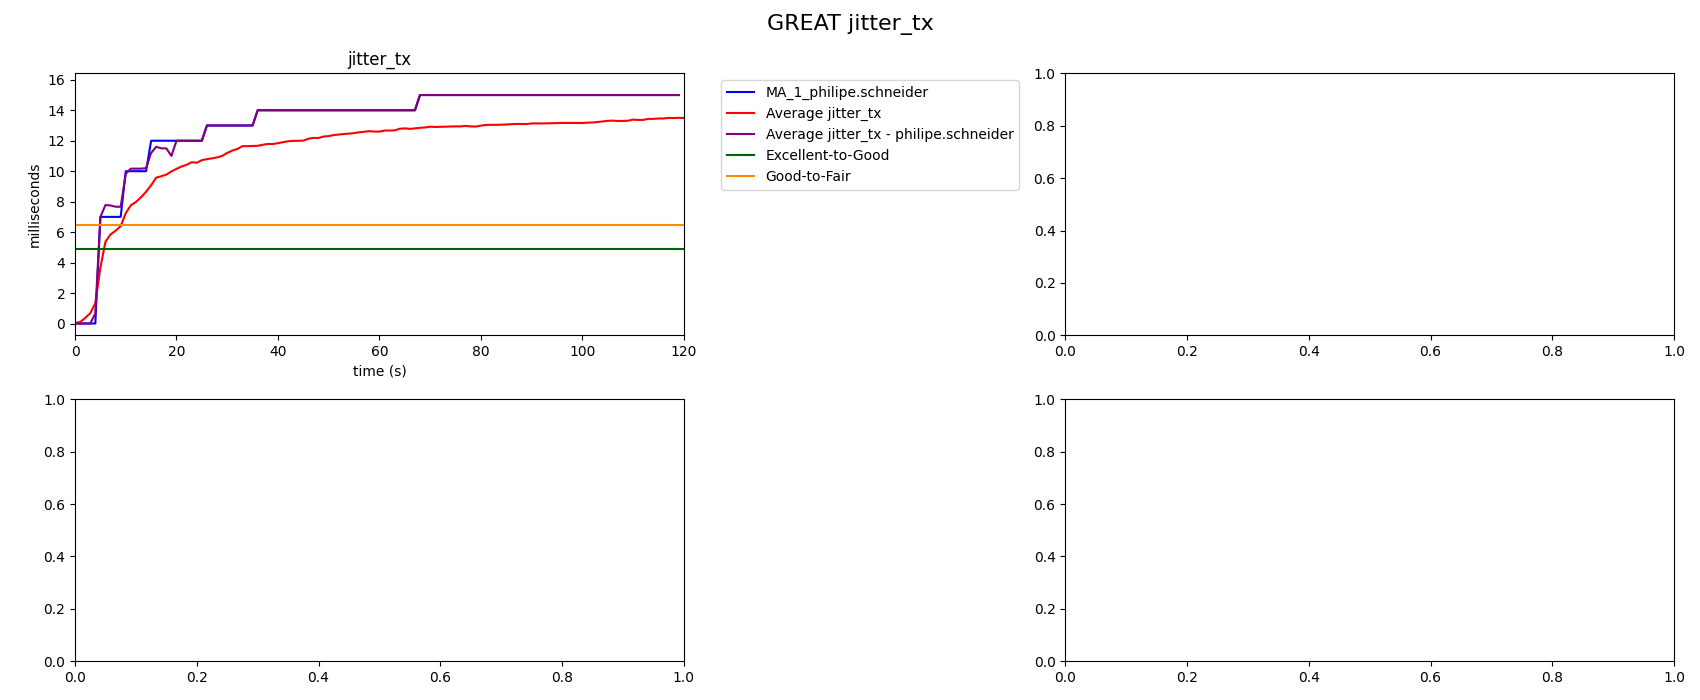 GREAT jitter_tx
jitter_tx
16
14
12
10
8
6
4
2
0
milliseconds
0 20 40 60 80 100 120
time (s)
MA_1_philipe.schneider
Average jitter_tx
Average jitter_tx - philipe.schneider
Excellent-to-Good
Good-to-Fair
1.0
0.8
0.6
0.4
0.2
0.0
0.0 0.2 0.4 0.6 0.8 1.0
1.0
0.8
0.6
0.4
0.2
0.0
0.0 0.2 0.4 0.6 0.8 1.0
1.0
0.8
0.6
0.4
0.2
0.0
0.0 0.2 0.4 0.6 0.8 1.0